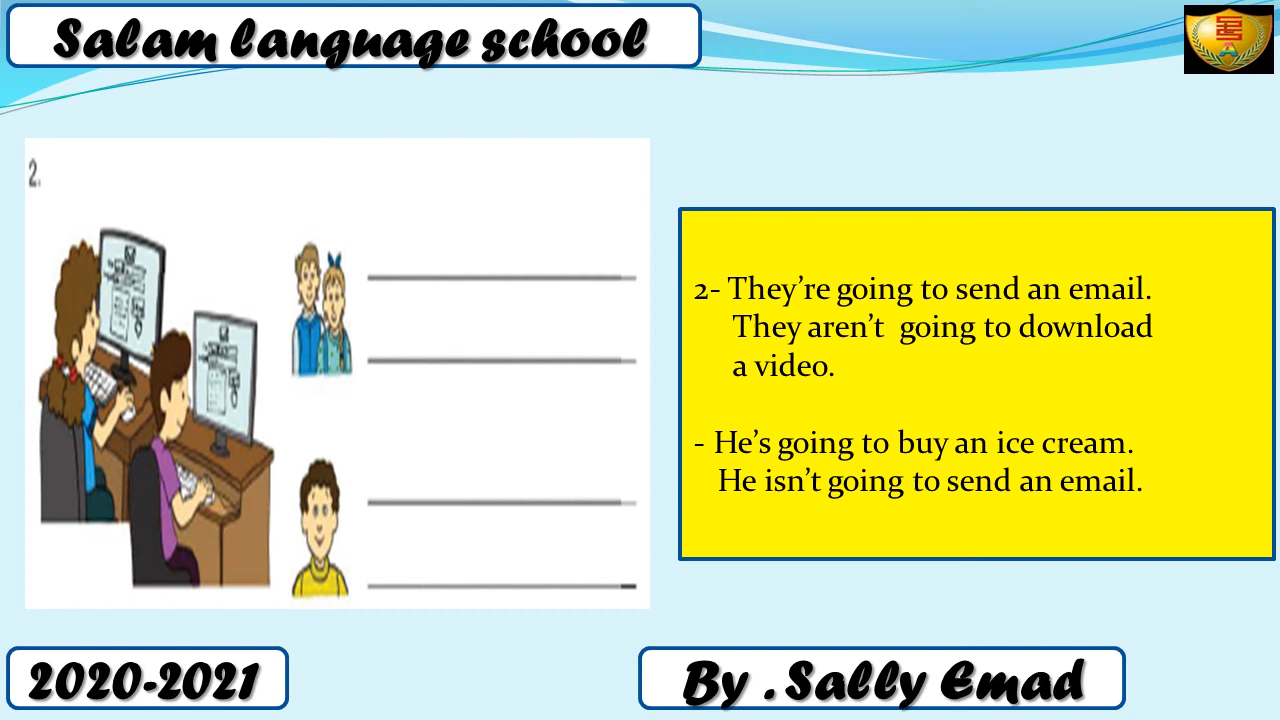 Salam language school
2.
2- They’re going to send an email.
They aren’t going to download
a video.
- He’s going to buy an ice cream.
He isn’t going to send an email.
2020-2021
By . Sally Emad